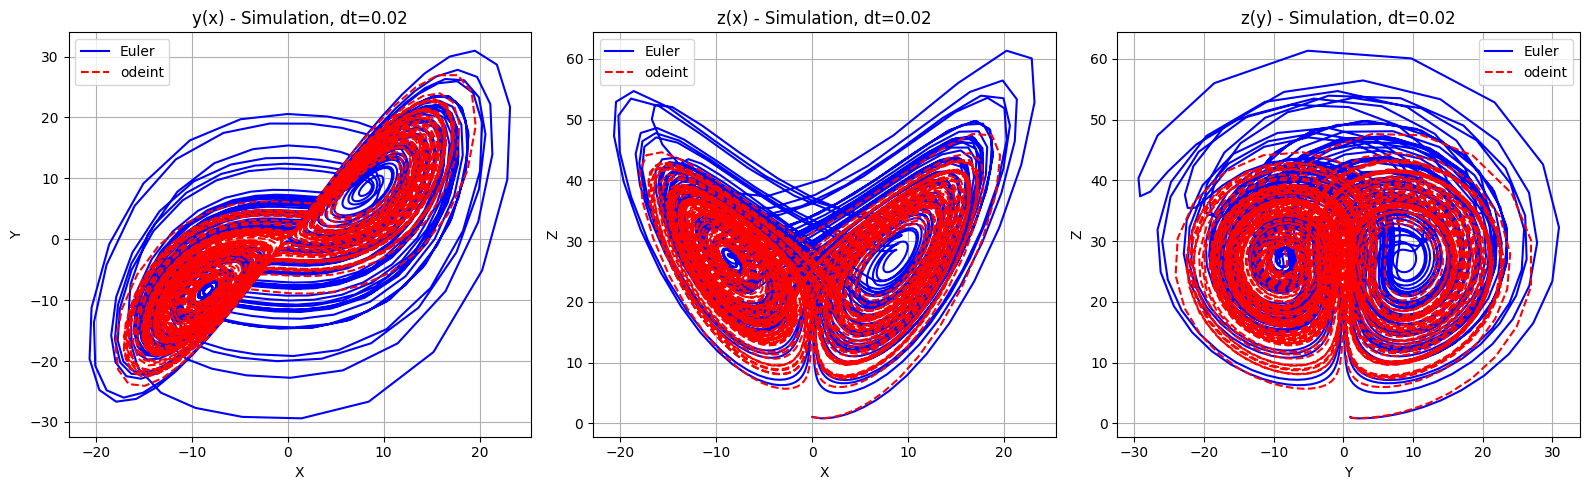 y(x) - Simulation, dt=0.02
Euler
odeint
30
20
10
0
−10
−20
−30
Y
−20
−10
0
10
20
X
z(x) - Simulation, dt=0.02
Euler
odeint
60
50
40
30
20
10
0
Z
−20
−10
0
10
20
X
z(y) - Simulation, dt=0.02
Euler
odeint
60
50
40
30
20
10
0
Z
−30
−20
−10
0
10
20
30
Y